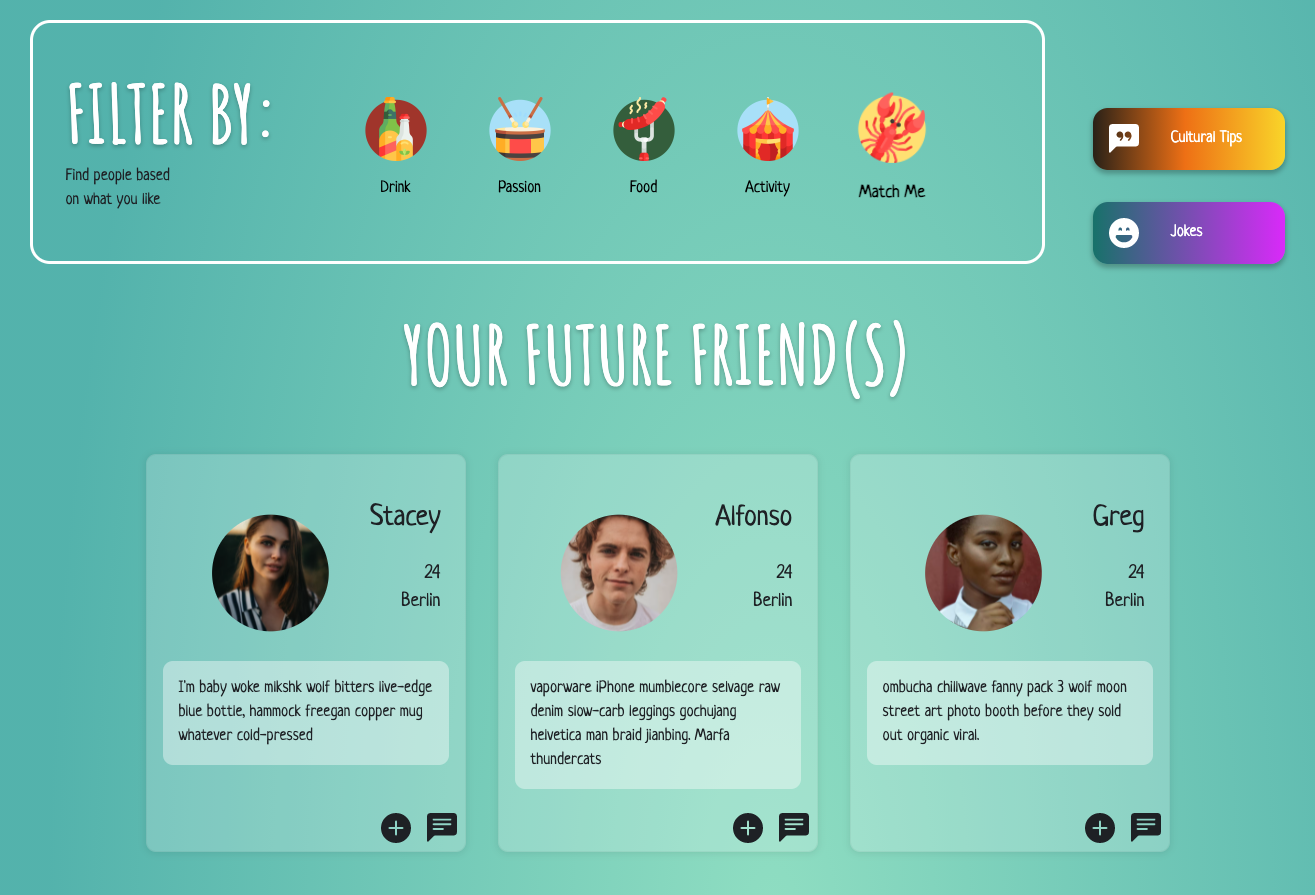 FILTER BY:
Find people based
on what you like
Drink
Passion
Food
Activity
Match Me
Cultural Tips
Jokes
YOUR FUTURE FRIEND(S)
Stacey
24
Berlin
I'm baby woke mlkshk wolf bitters live-edge
blue bottle, hammock freegan copper mug
whatever cold-pressed
Alfonso
24
Berlin
vaporware iPhone mumblecore selvage raw
denim slow-carb leggings gochujang
helvetica man braid jianbing. Marfa
thundercats
Greg
24
Berlin
ombucha chillwave fanny pack 3 wolf moon
street art photo booth before they sold
out organic viral.